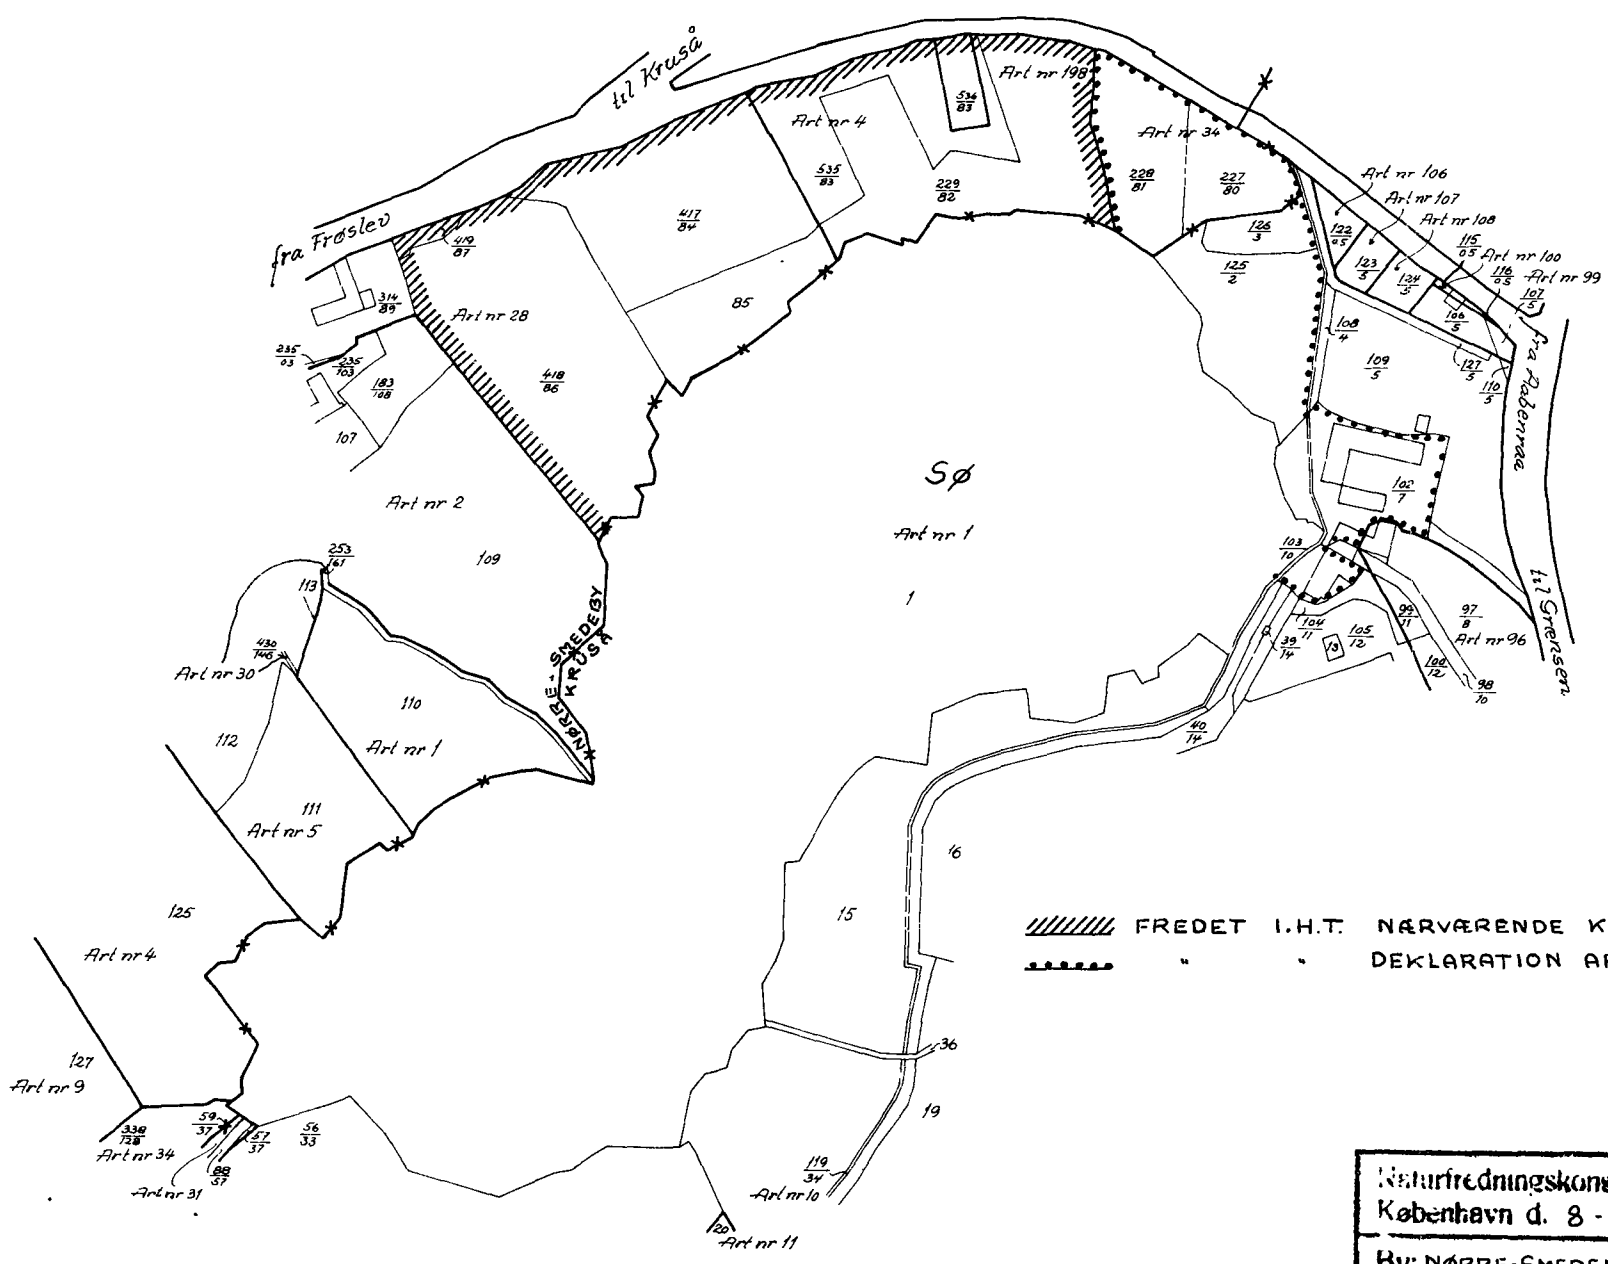 til Kruså
fra Frøslev
Art nr 198
534/83
Art nr 4
535/83
229/82
Art nr 34
228/81
227/80
126/3
125/2
Art nr 106
Art nr 107
Art nr 108
115/05
Art nr 100
116/05
Art nr 99
107/5
122/05
123/5
124/5
106/5
127/5
110/5
108/4
109/5
fra Aabenraa
419/87
417/84
85
314/89
Art nr 28
235/03
235/103
183/108
107
418/86
Art nr 2
109
SØ
Art nr 1
1
102/7
103/10
til Grænsen
253/161
113
430/146
Art nr 30
110
Art nr 1
112
111
Art nr 5
NØRRE-SMEDEBY
KRUSÅ
104/11
39/14
13
105/12
99/11
97/8
Art nr 96
100/12
98/10
40/14
16
15
125
Art nr 4
FREDET I.H.T. NÆRVÆRENDE K
" " DEKLARATION AF
36
19
127
Art nr 9
338/128
Art nr 34
59/37
57/37
88/57
Art nr 31
56/33
119/34
Art nr 10
20
Art nr 11
Naturfredningskons
København d. 8 -
By: NØRRE-SMEDEB